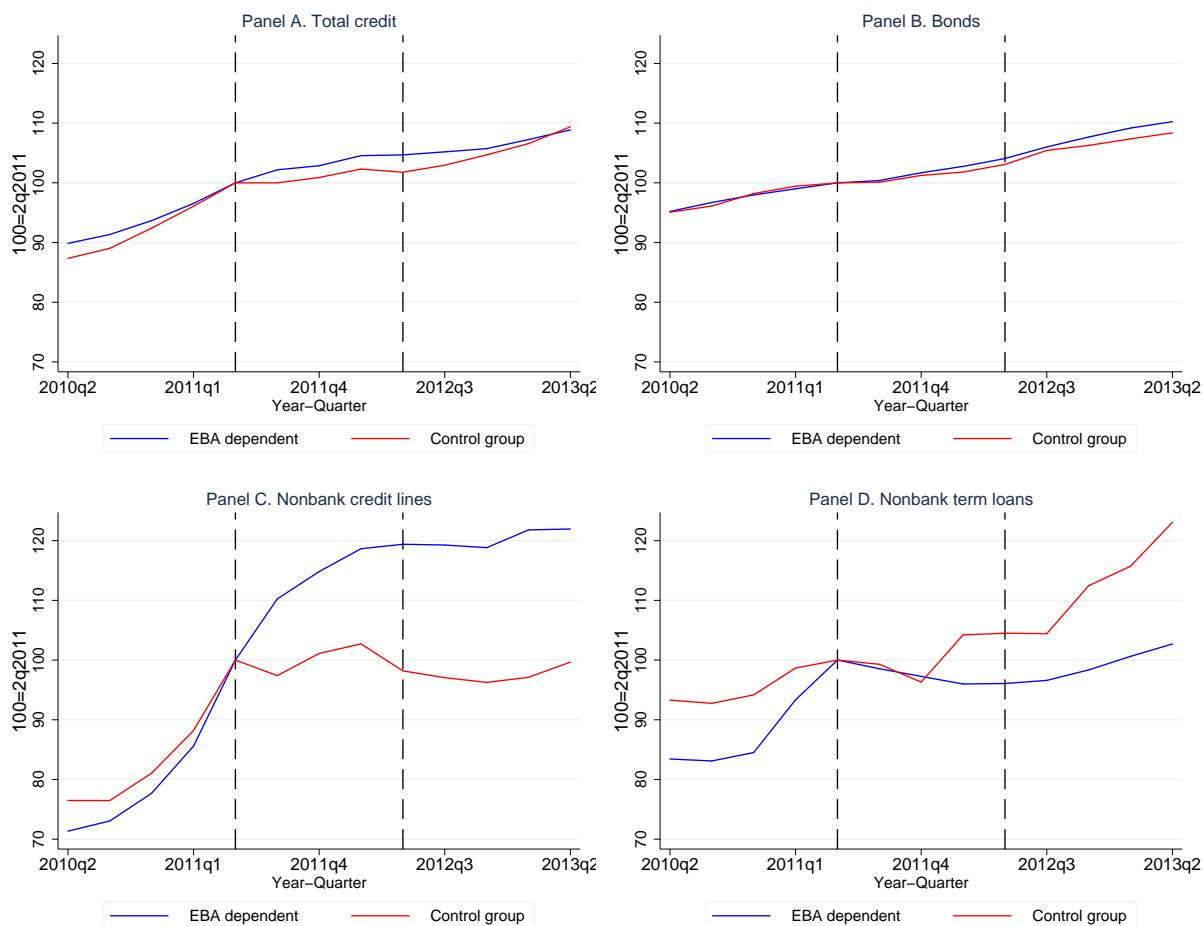 Panel A. Total credit
100=2q2011
120
110
100
90
80
70
2010q2 2011q1 2011q4 2012q3 2013q2
Year−Quarter
EBA dependent Control group
Panel B. Bonds
100=2q2011
120
110
100
90
80
70
2010q2 2011q1 2011q4 2012q3 2013q2
Year−Quarter
EBA dependent Control group
Panel C. Nonbank credit lines
100=2q2011
120
110
100
90
80
70
2010q2 2011q1 2011q4 2012q3 2013q2
Year−Quarter
EBA dependent Control group
Panel D. Nonbank term loans
100=2q2011
120
110
100
90
80
70
2010q2 2011q1 2011q4 2012q3 2013q2
Year−Quarter
EBA dependent Control group